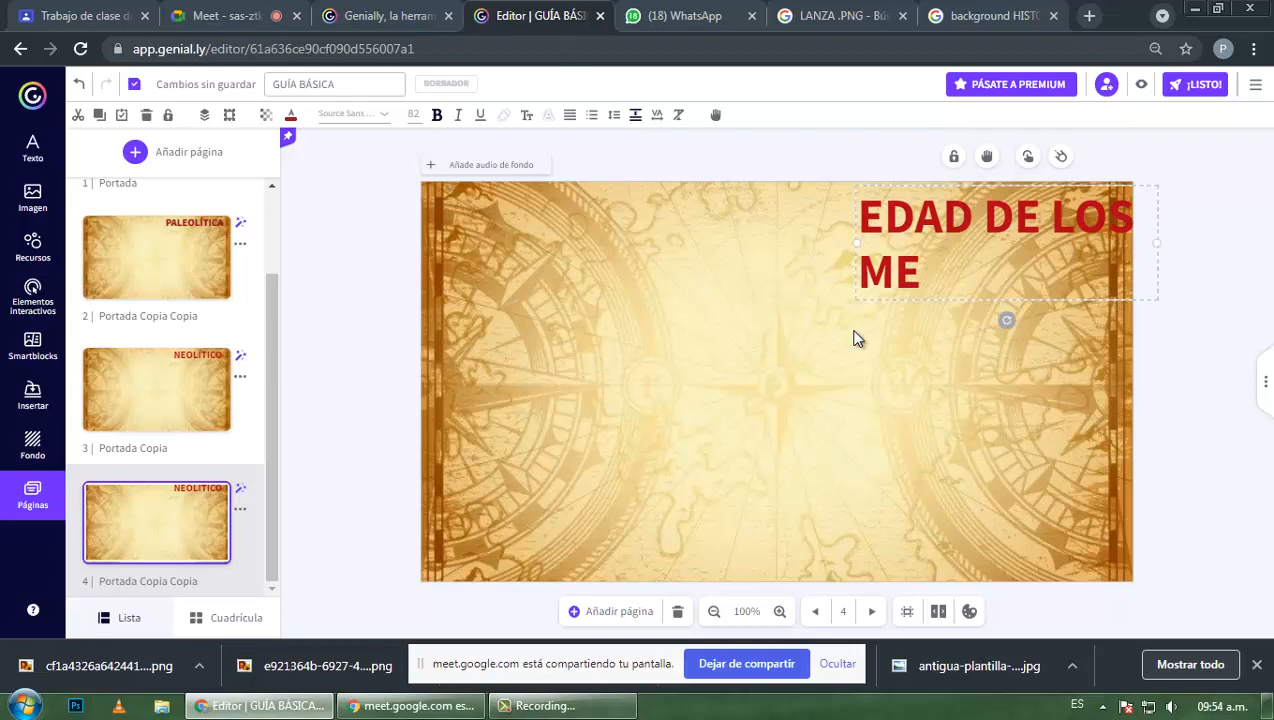 Trabajo de clase d
Meet - sas-ztk
Genially, la herram
Editor | GUÍA BÁSI
(18) WhatsApp
LANZA .PNG - Bús
background HISTO
app.genial.ly/editor/61a636ce90cf090d556007a1
P
Cambios sin guardar
GUÍA BÁSICA
BORRADOR
PÁSATE A PREMIUM
¡LISTO!
Source Sans ...
82
B
I
U
Texto
Imagen
Recursos
Elementos
interactivos
Smartblocks
Insertar
Fondo
Páginas
Añadir página
1 | Portada
PALEOLÍTICA
2 | Portada Copia Copia
NEOLITICO
3 | Portada Copia
NEOLITICO
4 | Portada Copia Copia
Lista
Cuadrícula
Añade audio de fondo
EDAD DE LOS
ME
Añadir página
100%
4
cf1a4326a642441....png
e921364b-6927-4....png
meet.google.com está compartiendo tu pantalla.
Dejar de compartir
Ocultar
antigua-plantilla-....jpg
Mostrar todo
Ps
Editor | GUÍA BÁSICA...
meet.google.com es...
Recording...
ES
09:54 a.m.